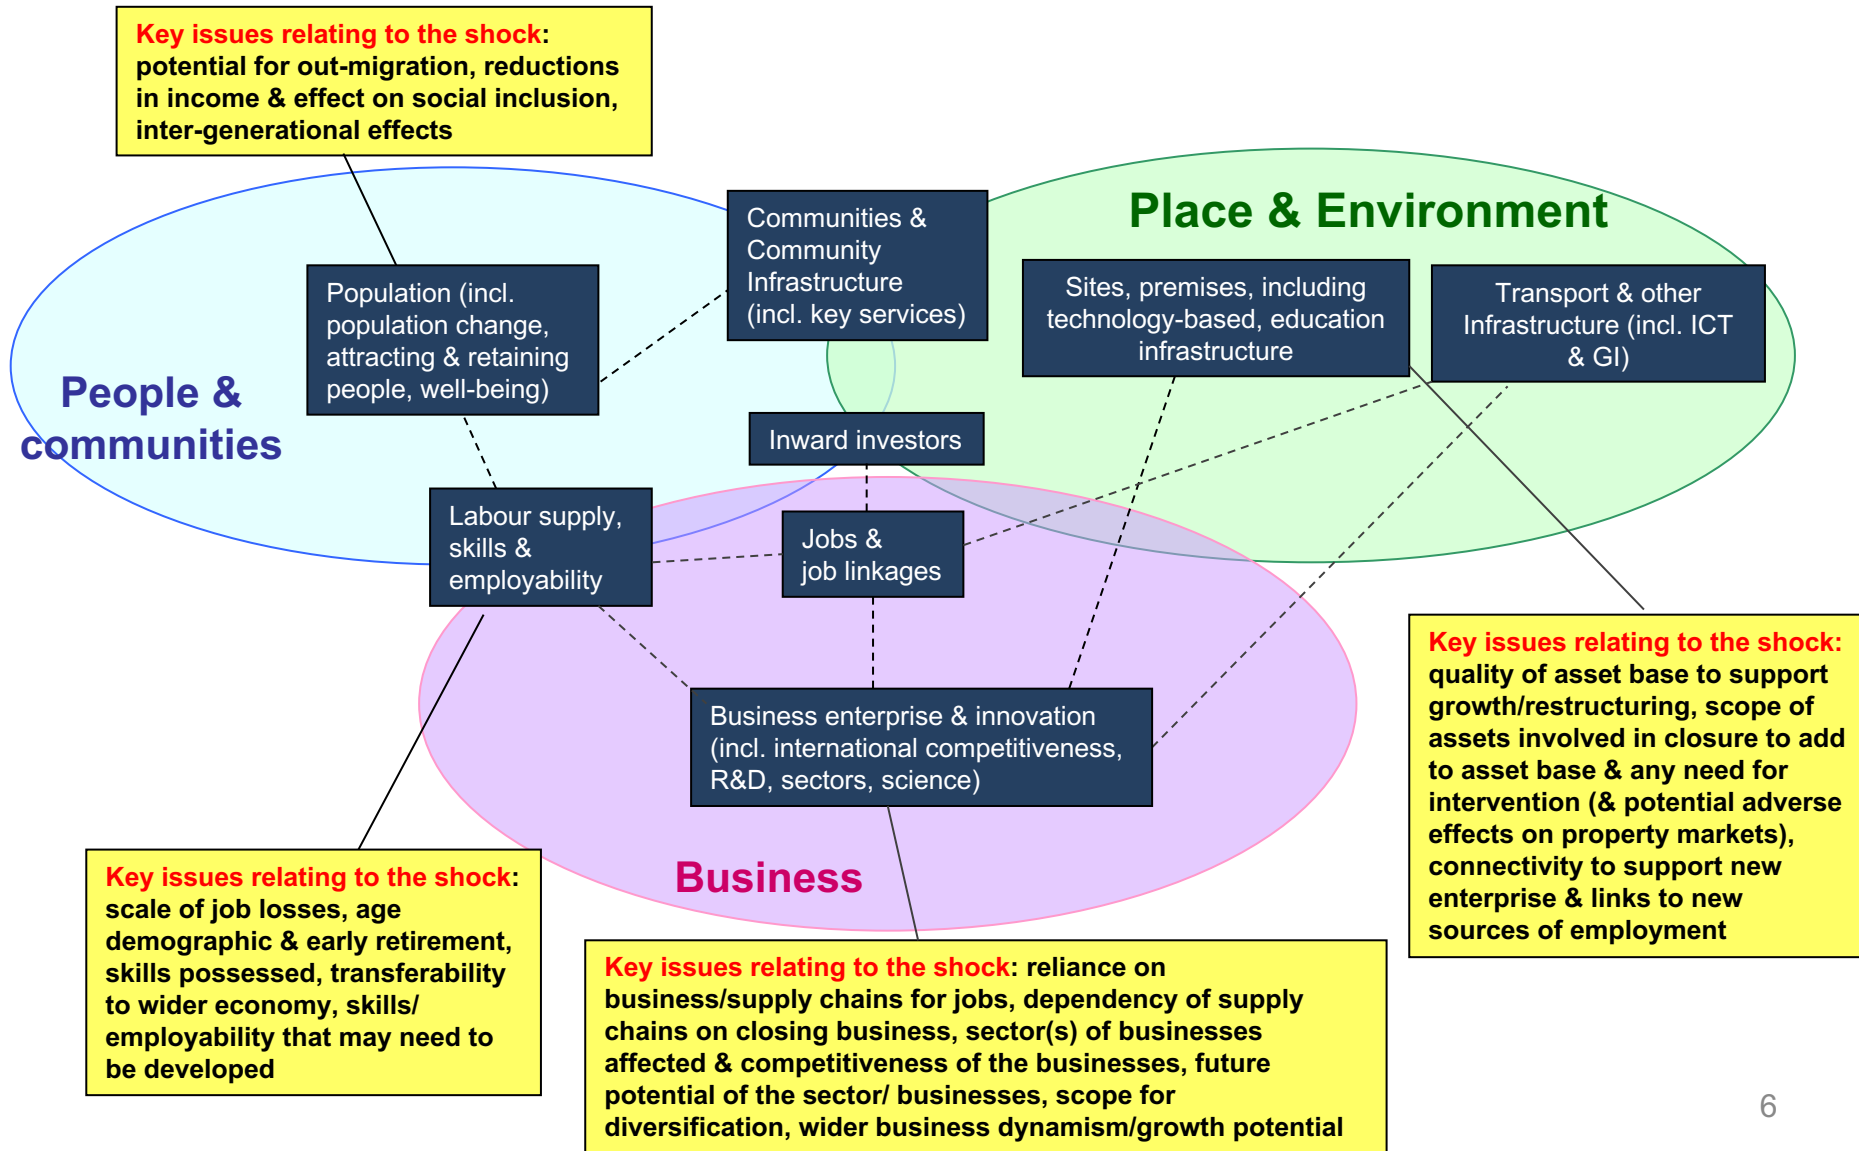 Key issues relating to the shock:
potential for out-migration, reductions
in income & effect on social inclusion,
inter-generational effects
Place & Environment
Communities &
Community
Infrastructure
(incl. key services)
Population (incl.
population change,
attracting & retaining
people, well-being)
Sites, premises, including
technology-based, education
infrastructure
Transport & other
Infrastructure (incl. ICT
& GI)
People &
communities
Inward investors
Labour supply,
skills &
employability
Jobs &
job linkages
Business enterprise & innovation
(incl. international competitiveness,
R&D, sectors, science)
Business
Key issues relating to the shock:
quality of asset base to support
growth/restructuring, scope of
assets involved in closure to add
to asset base & any need for
intervention (& potential adverse
effects on property markets),
connectivity to support new
enterprise & links to new
sources of employment
Key issues relating to the shock:
scale of job losses, age
demographic & early retirement,
skills possessed, transferability
to wider economy, skills/
employability that may need to
be developed
Key issues relating to the shock: reliance on
business/supply chains for jobs, dependency of supply
chains on closing business, sector(s) of businesses
affected & competitiveness of the businesses, future
potential of the sector/ businesses, scope for
diversification, wider business dynamism/growth potential
6